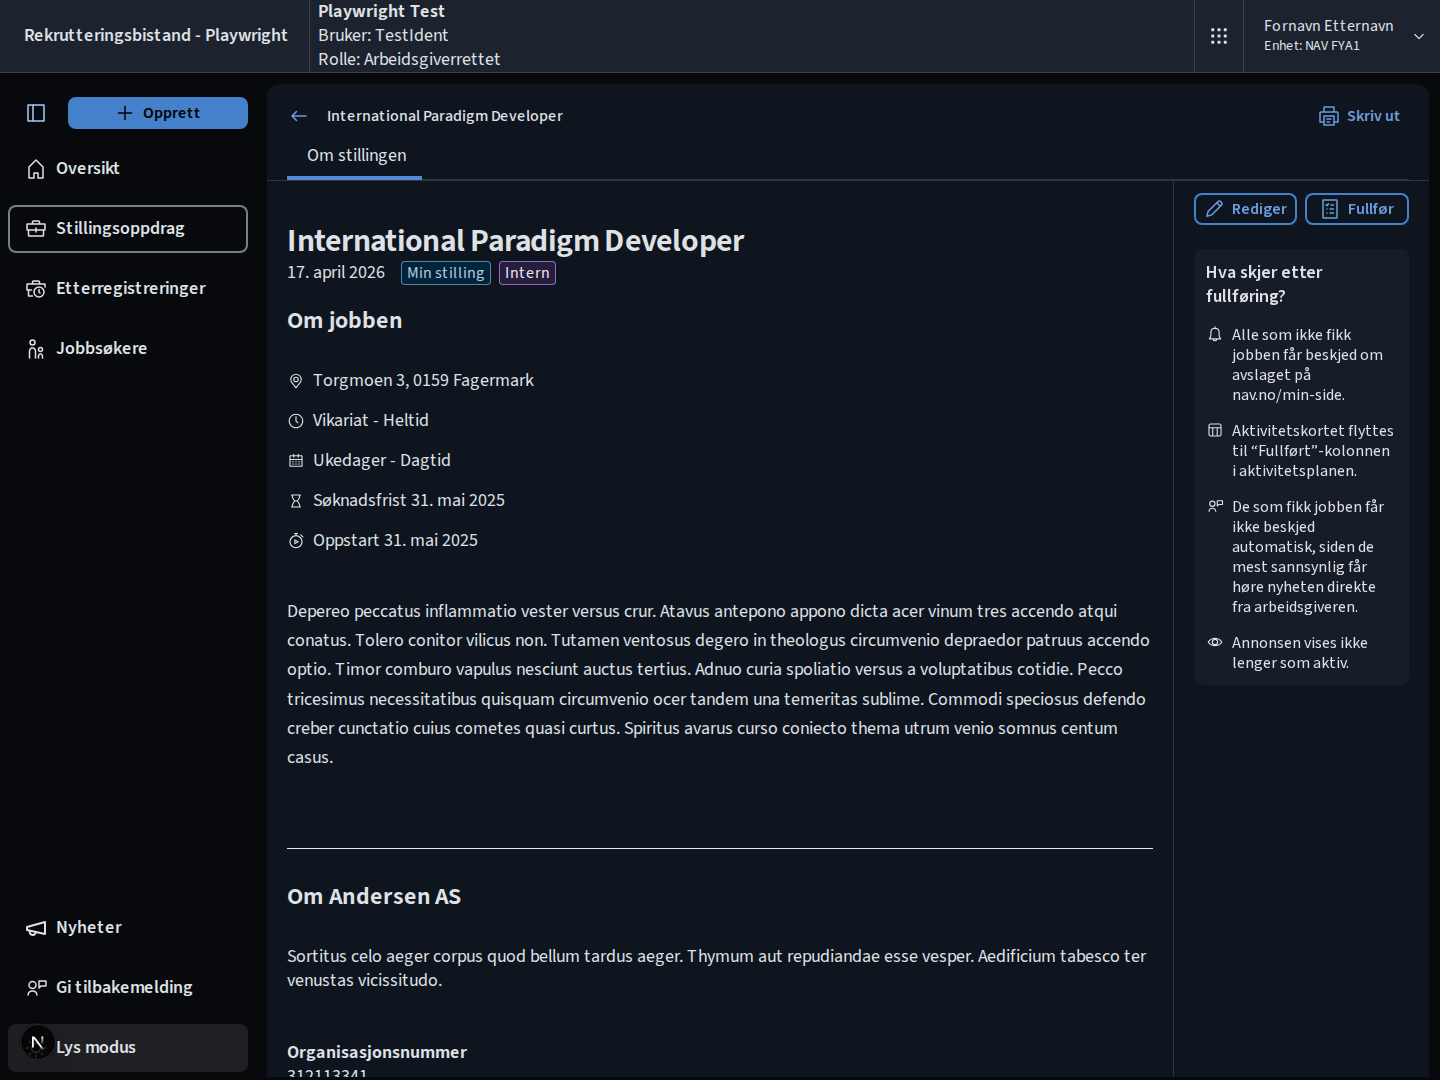 Rekrutteringsbistand - Playwright
Playwright Test
Bruker: TestIdent
Rolle: Arbeidsgiverrettet
Fornavn Etternavn
Enhet: NAV FYA1
Opprett
Oversikt
Stillingsoppdrag
Etterregistreringer
Jobbsøkere
Nyheter
Gi tilbakemelding
N
Lys modus
International Paradigm Developer
Skriv ut
Om stillingen
International Paradigm Developer
17. april 2026 Min stilling Intern
Om jobben
Torgmoen 3, 0159 Fagermark
Vikariat - Heltid
Ukedager - Dagtid
Søknadsfrist 31. mai 2025
Oppstart 31. mai 2025
Depereo peccatus inflammatio vester versus crur. Atavus antepono appono dicta acer vinum tres accendo atqui
conatus. Tolero conitor vilicus non. Tutamen ventosus degero in theologus circumvenio depraedor patruus accendo
optio. Timor comburo vapulus nesciunt auctus tertius. Adnuo curia spoliatio versus a voluptatibus cotidie. Pecco
tricesimus necessitatibus quisquam circumvenio ocer tandem una temeritas sublime. Commodi speciosus defendo
creber cunctatio cuius cometes quasi curtus. Spiritus avarus curso coniecto thema utrum venio somnus centum
casus.
Om Andersen AS
Sortitus celo aeger corpus quod bellum tardus aeger. Thymum aut repudiandae esse vesper. Aedificium tabesco ter
venustas vicissitudo.
Organisasjonsnummer
312113341
Rediger
Fullfør
Hva skjer etter
fullføring?
Alle som ikke fikk
jobben får beskjed om
avslaget på
nav.no/min-side.
Aktivitetskortet flyttes
til “Fullført”-kolonnen
i aktivitetsplanen.
De som fikk jobben får
ikke beskjed
automatisk, siden de
mest sannsynlig får
høre nyheten direkte
fra arbeidsgiveren.
Annonsen vises ikke
lenger som aktiv.